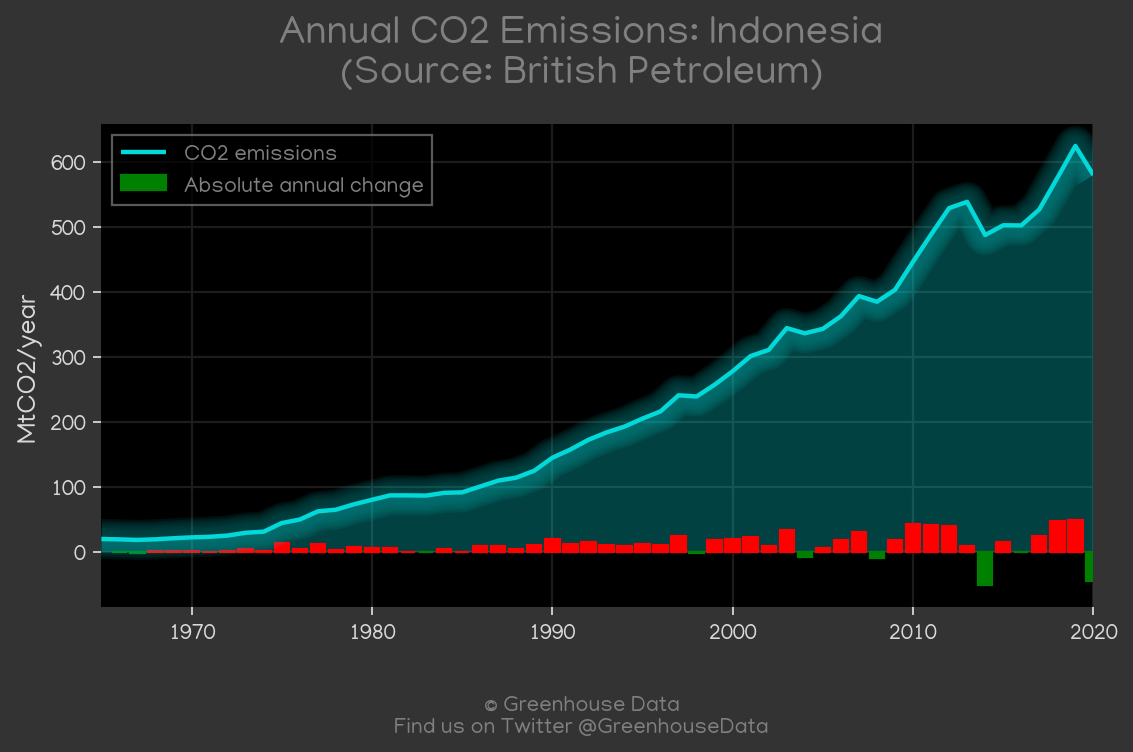 Annual CO2 Emissions: Indonesia
(Source: British Petroleum)
CO2 emissions
Absolute annual change
MtCO2/year
600
500
400
300
200
100
0
1970 1980 1990 2000 2010 2020
© Greenhouse Data
Find us on Twitter @GreenhouseData